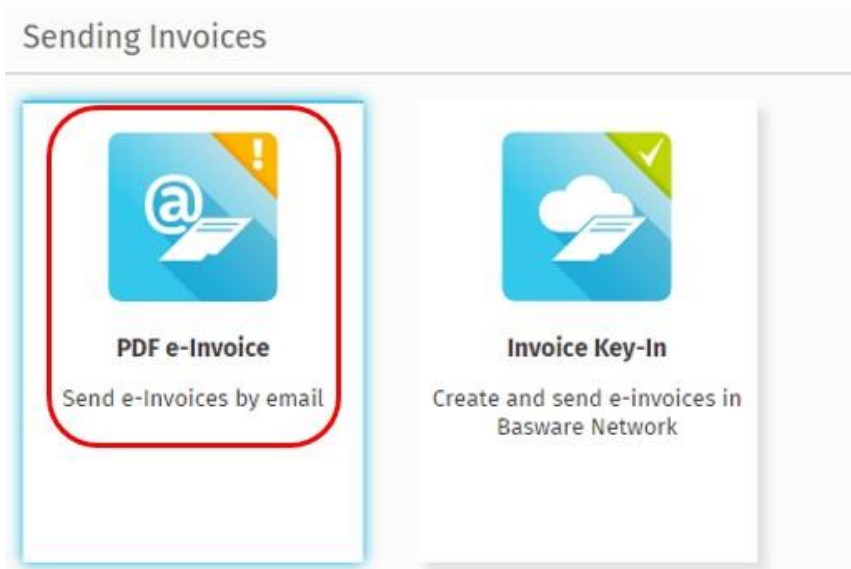 Sending Invoices
@
!
PDF e-Invoice
Send e-Invoices by email
Invoice Key-In
Create and send e-invoices in
Basware Network